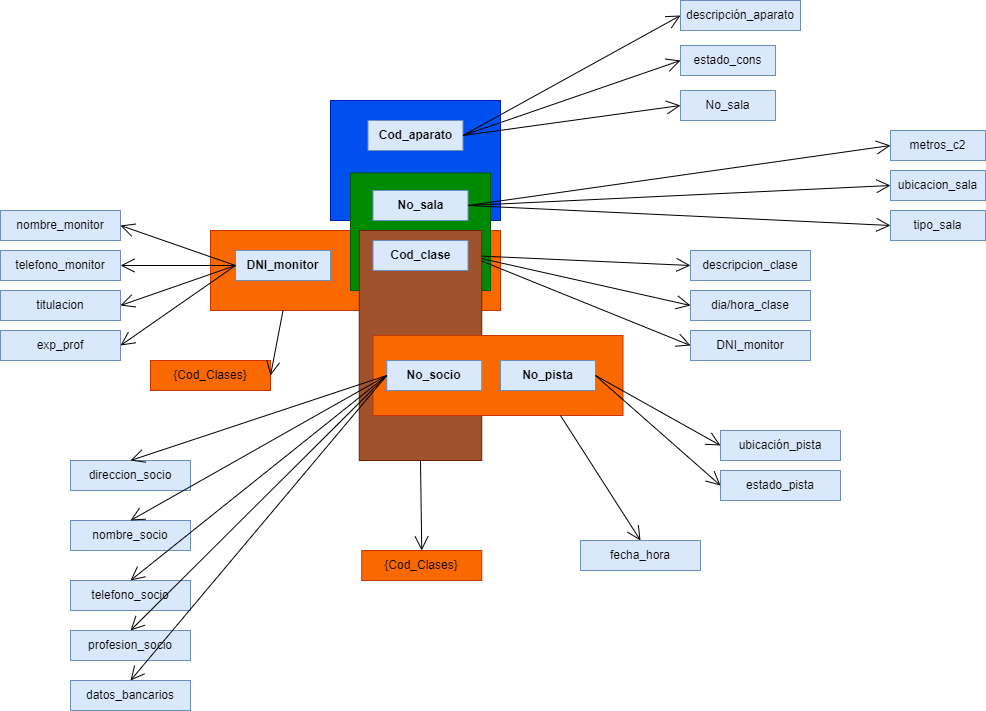 descripción_aparato
estado_cons
No_sala
Cod_aparato
metros_c2
ubicacion_sala
tipo_sala
No_sala
nombre_monitor
telefono_monitor
titulacion
exp_prof
DNI_monitor
Cod_clase
descripcion_clase
dia/hora_clase
DNI_monitor
{Cod_Clases}
No_socio
No_pista
ubicación_pista
estado_pista
direccion_socio
nombre_socio
telefono_socio
profesion_socio
datos_bancarios
{Cod_Clases}
fecha_hora